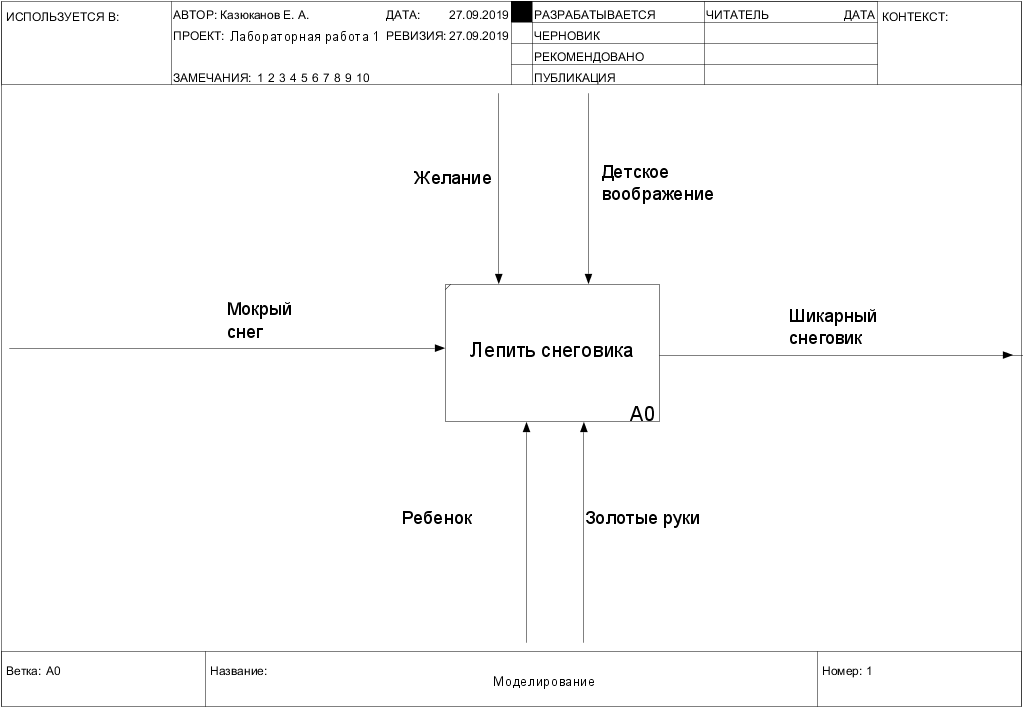 ИСПОЛЬЗУЕТСЯ В:
АВТОР: Казюканов Е. А.
ДАТА: 27.09.2019
ПРОЕКТ: Лабораторная работа 1
РЕВИЗИЯ: 27.09.2019
ЗАМЕЧАНИЯ: 1 2 3 4 5 6 7 8 9 10
РАЗРАБАТЫВАЕТСЯ
ЧЕРНОВИК
РЕКОМЕНДОВАНО
ПУБЛИКАЦИЯ
ЧИТАТЕЛЬ ДАТА
КОНТЕКСТ:
Желание
Детское
воображение
Мокрый
снег
Лепить снеговика
A0
Шикарный
снеговик
Ребенок
Золотые руки
Ветка: A0
Название:
Моделирование
Номер: 1